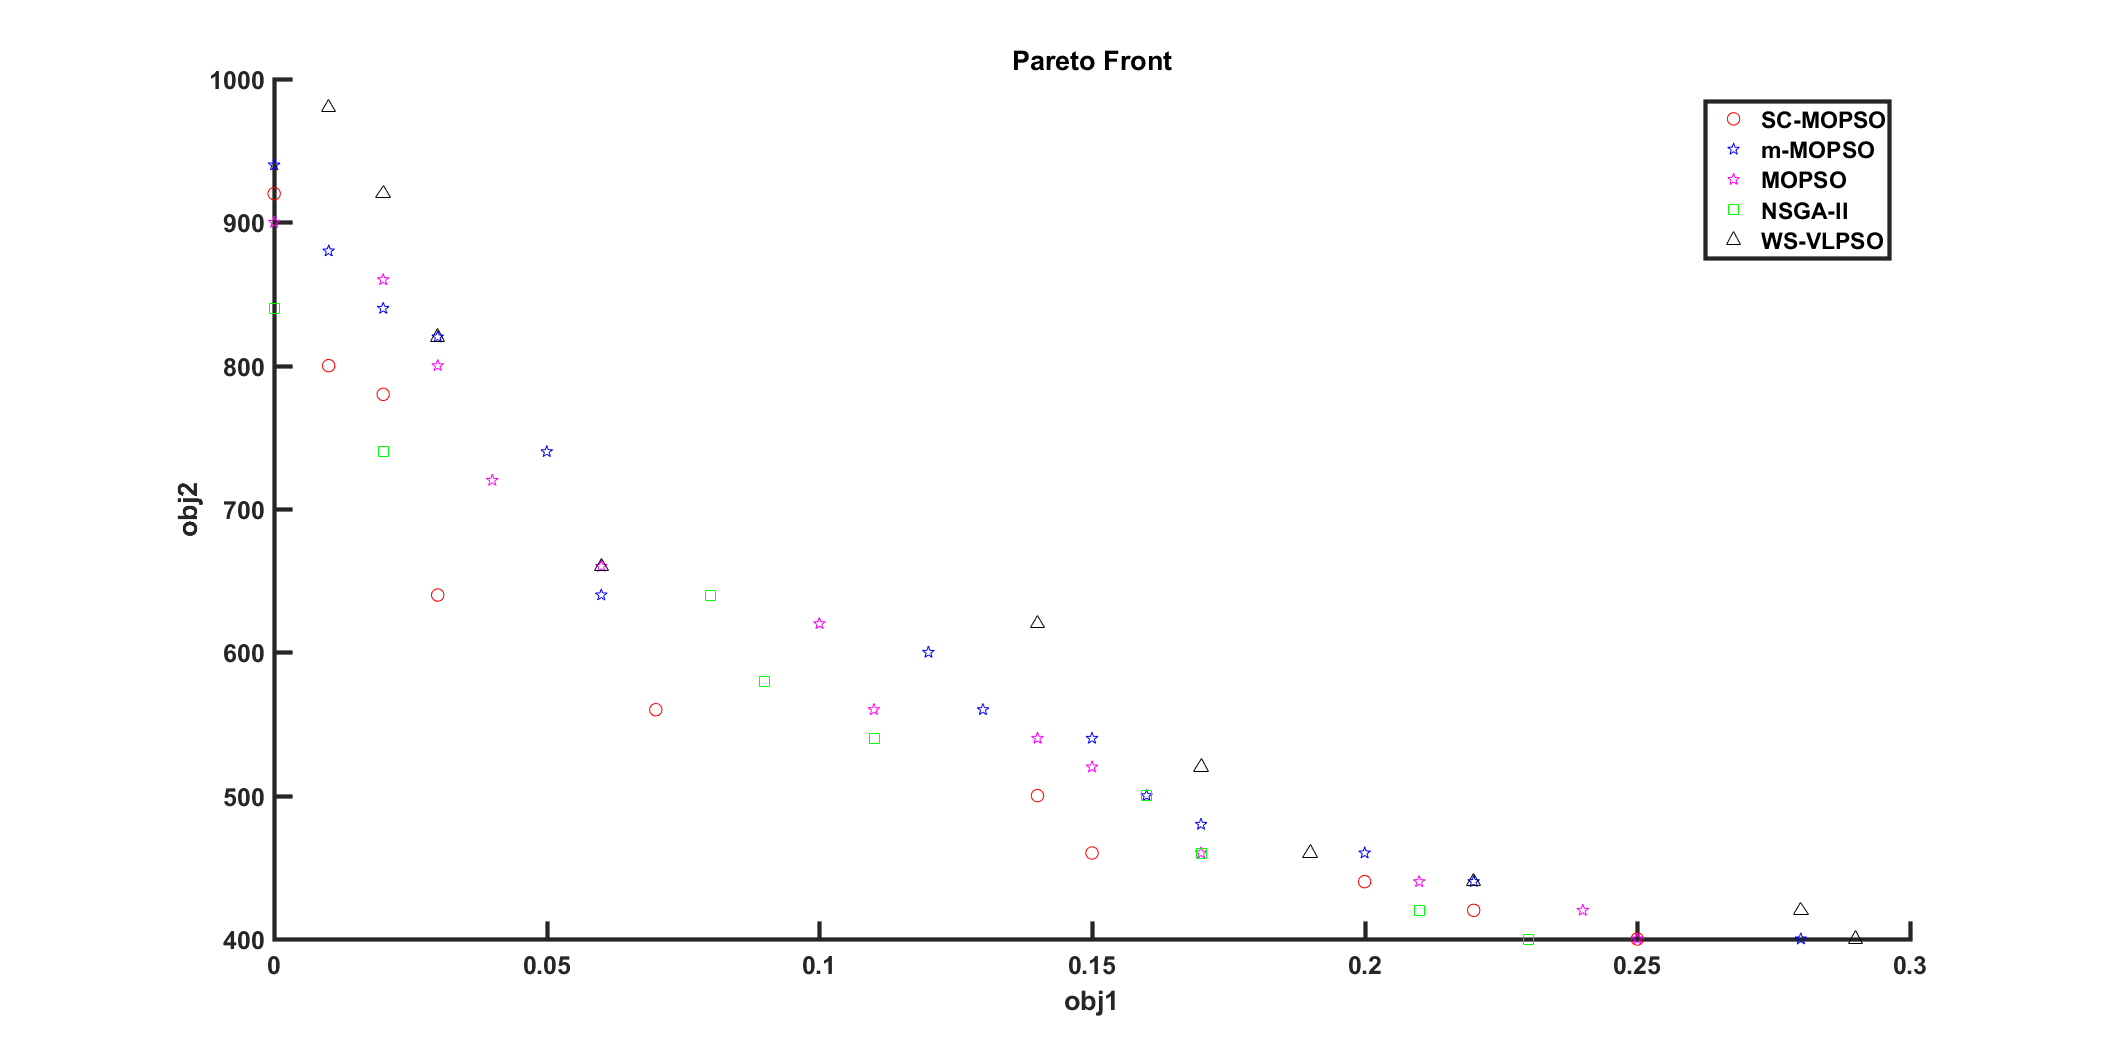 Pareto Front
1000
900
800
700
600
500
400
obj2
0
0.05
0.1
0.15
0.2
0.25
0.3
obj1
SC-MOPSO
m-MOPSO
MOPSO
NSGA-II
WS-VLPSO